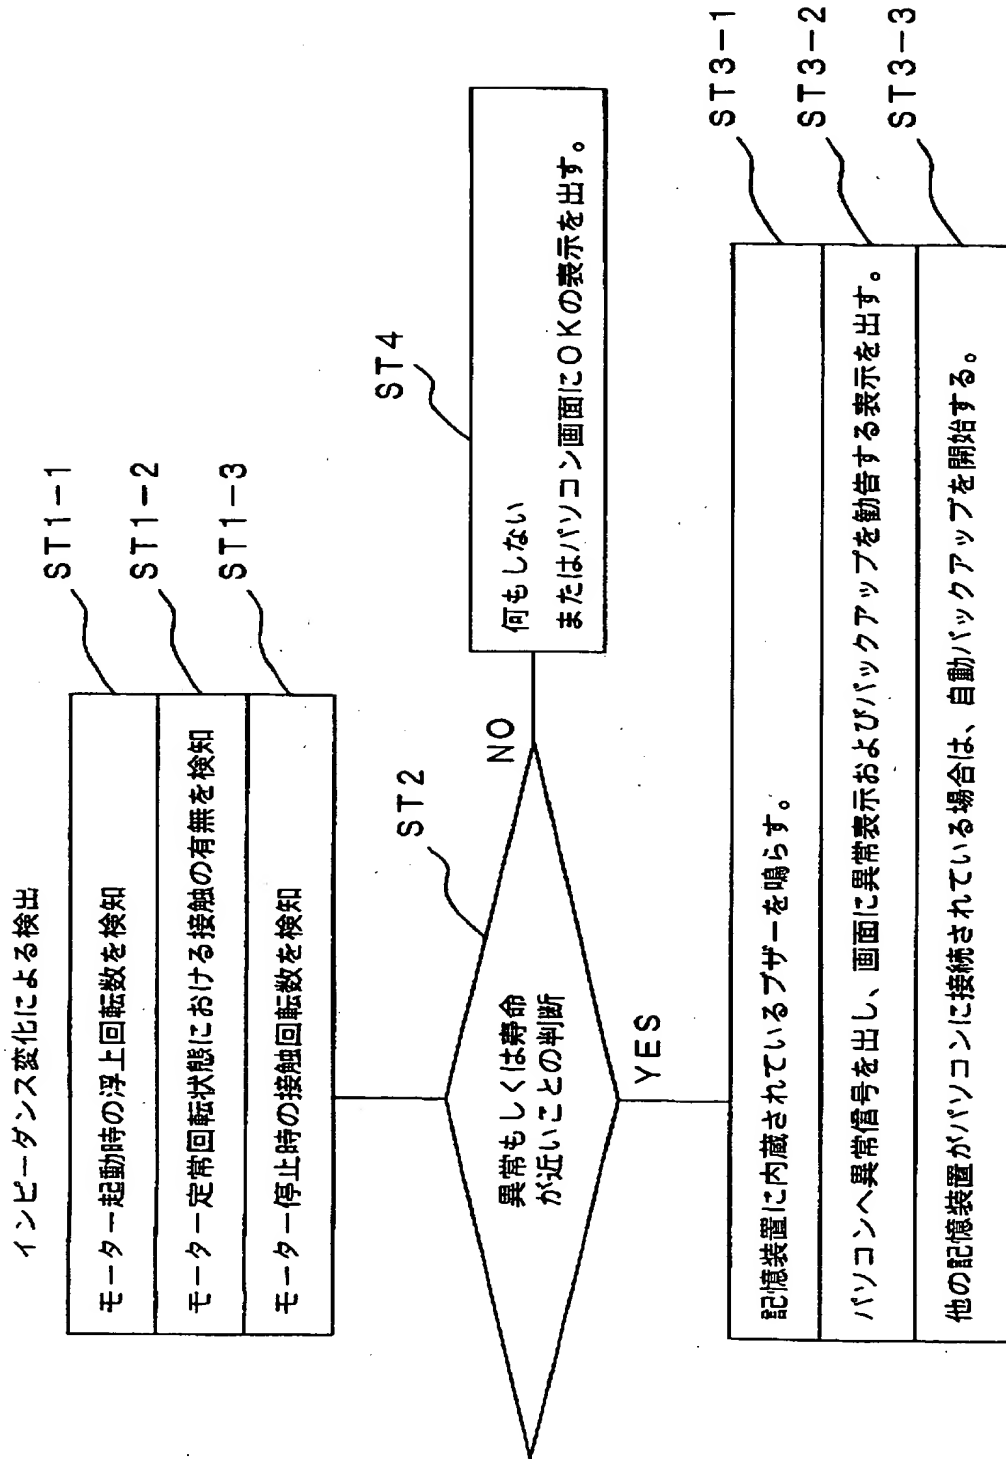 インピーダンス変化による検出
モーター起動時の浮上回転数を検知
ST1-1
モーター定常回転状態における接触の有無を検知
ST1-2
モーター停止時の接触回転数を検知
ST1-3
異常もしくは寿命
が近いことの判断
ST2
NO
何もしない
またはパソコン画面にOKの表示を出す。
ST4
YES
記憶装置に内蔵されているブザーを鳴らす。
ST3-1
パソコンへ異常信号を出し、画面に異常表示およびバックアップを勧告する表示を出す。
ST3-2
他の記憶装置がパソコンに接続されている場合は、自動バックアップを開始する。
ST3-3